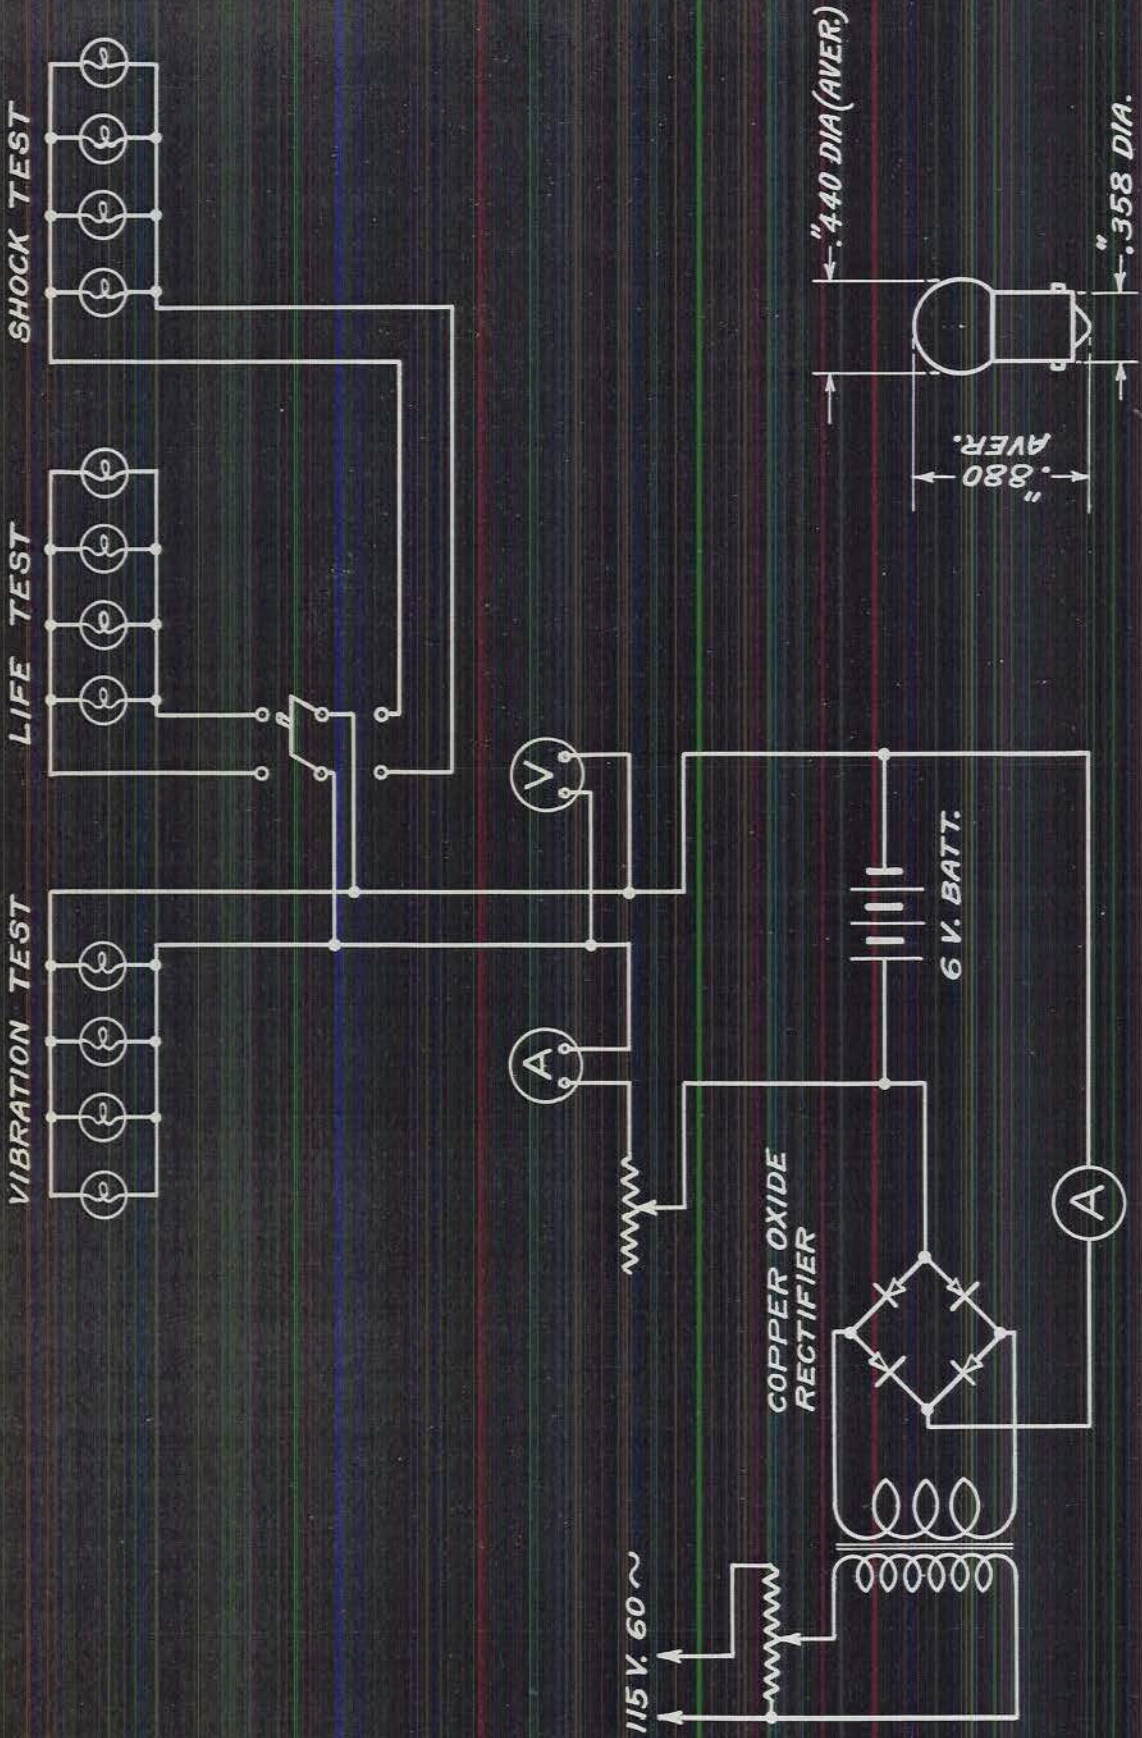 VIBRATION TEST
LIFE TEST
SHOCK TEST
A
V
115 V. 60 ~
COPPER OXIDE
RECTIFIER
6 V. BATT.
A
.440" DIA (AVER.)
.880"
AVER.
.358" DIA.